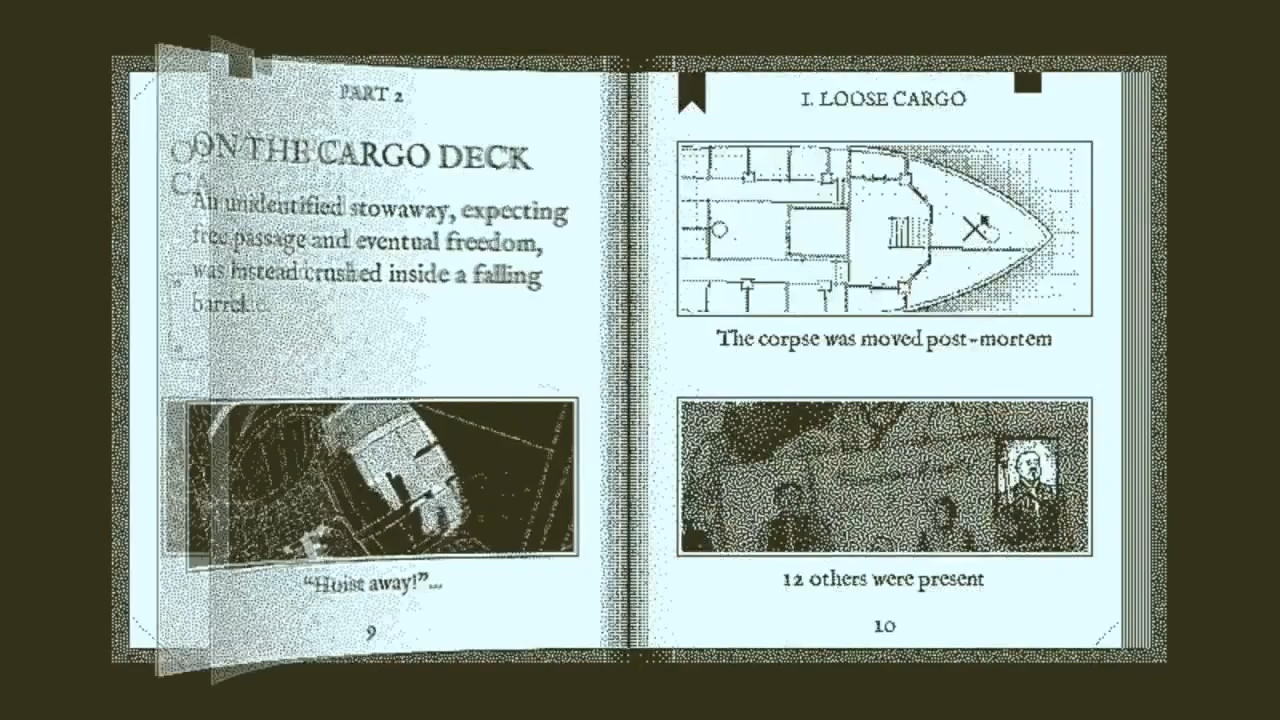 PART 2
ON THE CARGO DECK
An unidentified stowaway, expecting
free passage and eventual freedom,
was instead crushed inside a falling
barrel.
"Hoist away!"...
9
I. LOOSE CARGO
The corpse was moved post-mortem
12 others were present
10